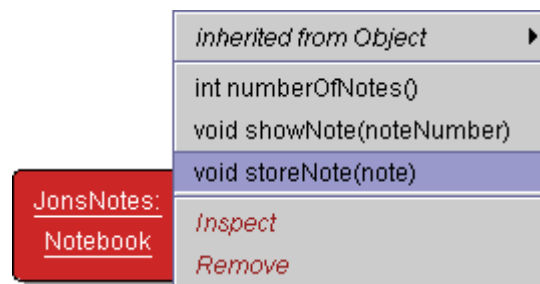 inherited from Object
int numberOfNotes()
void showNote(noteNumber)
void storeNote(note)
Inspect
Remove
JonsNotes:
Notebook